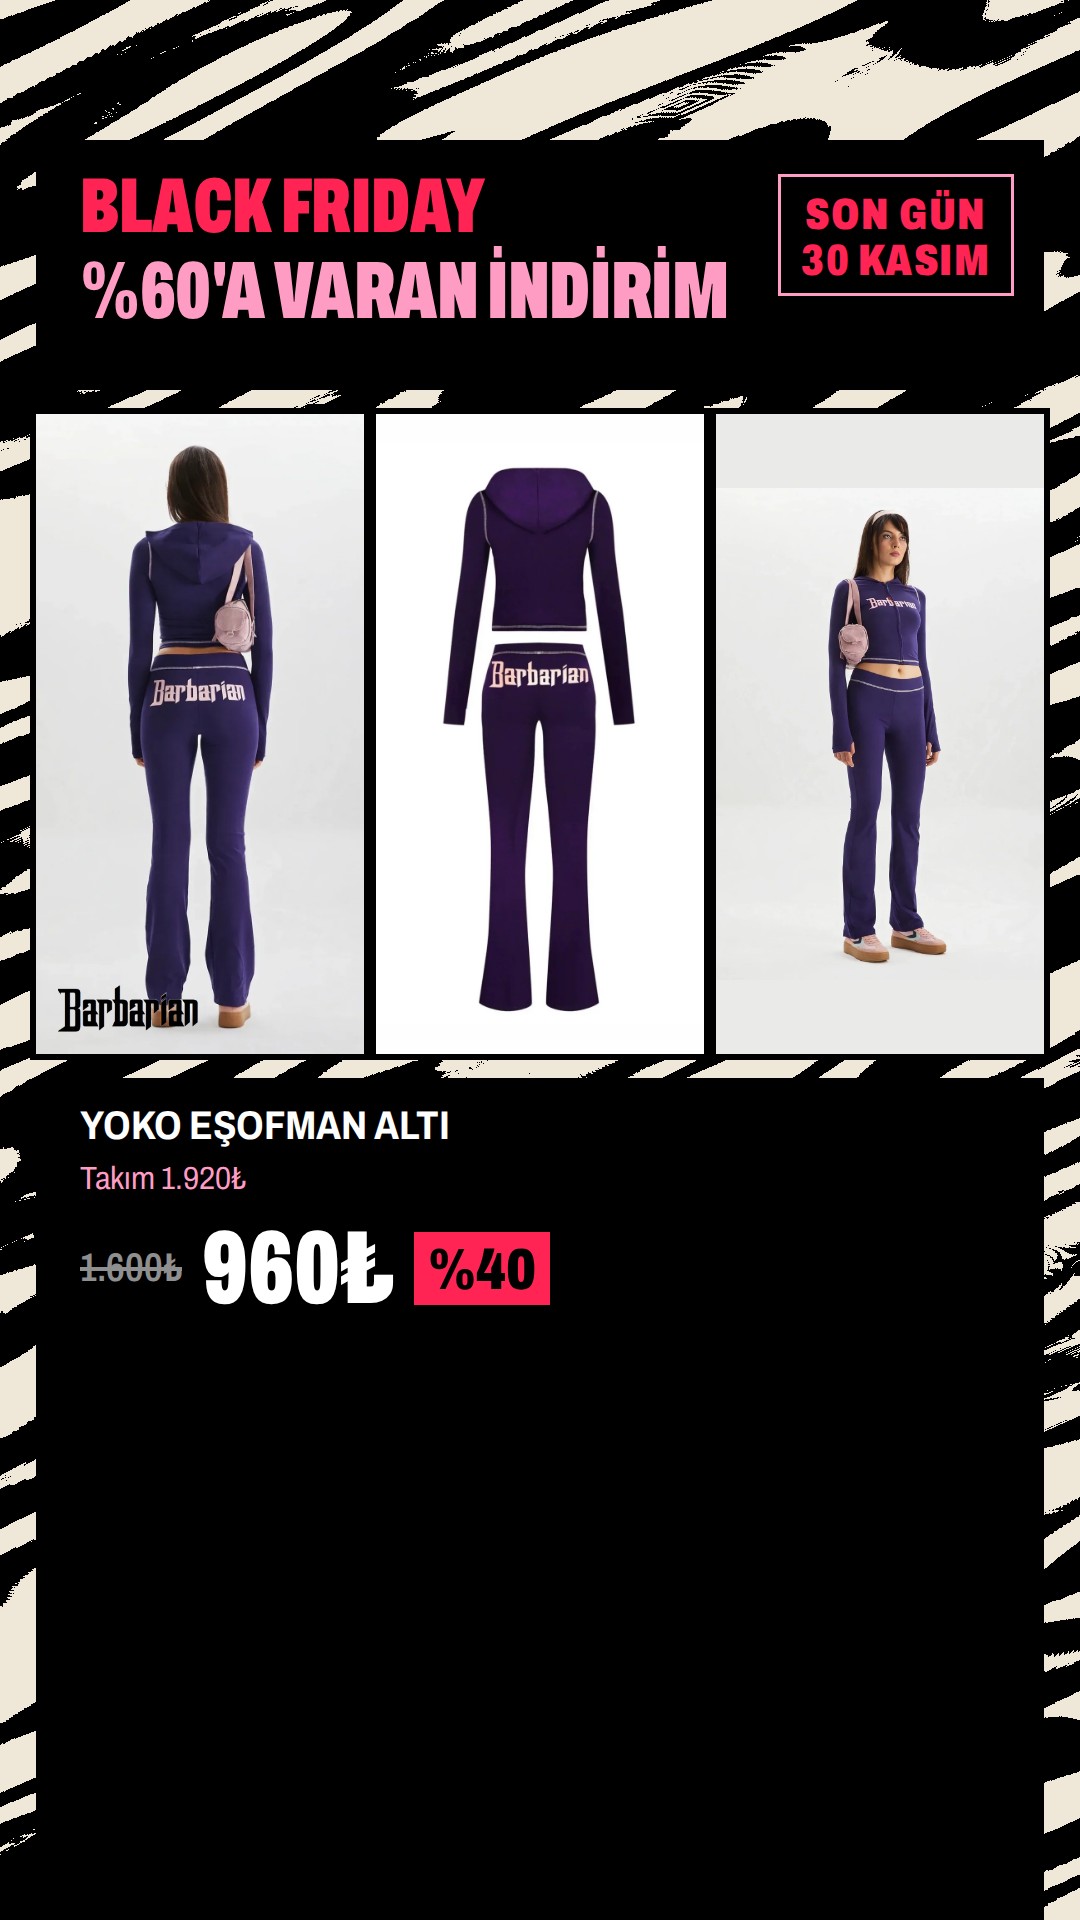 BLACK FRIDAY
%60'A VARAN İNDİRİM
SON GÜN
30 KASIM
Barbarian
Barbarian
Barbarian
Barbarian
YOKO EŞOFMAN ALTI
Takım 1.920₺
1.600₺ 960₺ %40